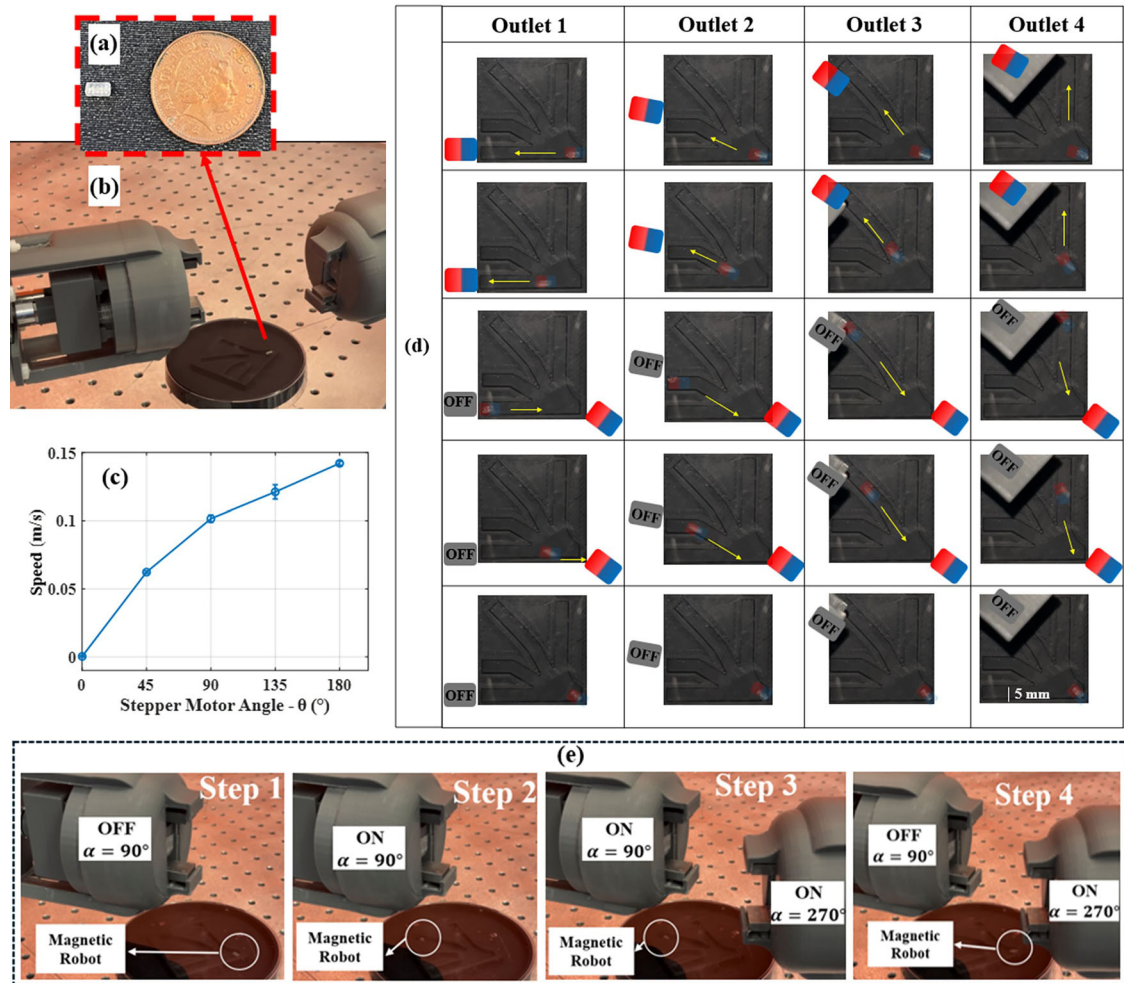 (a)
(b)
(c)
0.15
0.1
0.05
0
Speed (m/s)
0 45 90 135 180
Stepper Motor Angle - θ (°)
(d)
Outlet 1 Outlet 2 Outlet 3 Outlet 4
OFF OFF OFF OFF
OFF OFF OFF OFF
OFF OFF OFF OFF
5 mm
(e)
Step 1
OFF
α = 90°
Magnetic
Robot
Step 2
ON
α = 90°
Magnetic
Robot
Step 3
ON
α = 90°
ON
α = 270°
Magnetic
Robot
Step 4
OFF
α = 90°
ON
α = 270°
Magnetic
Robot